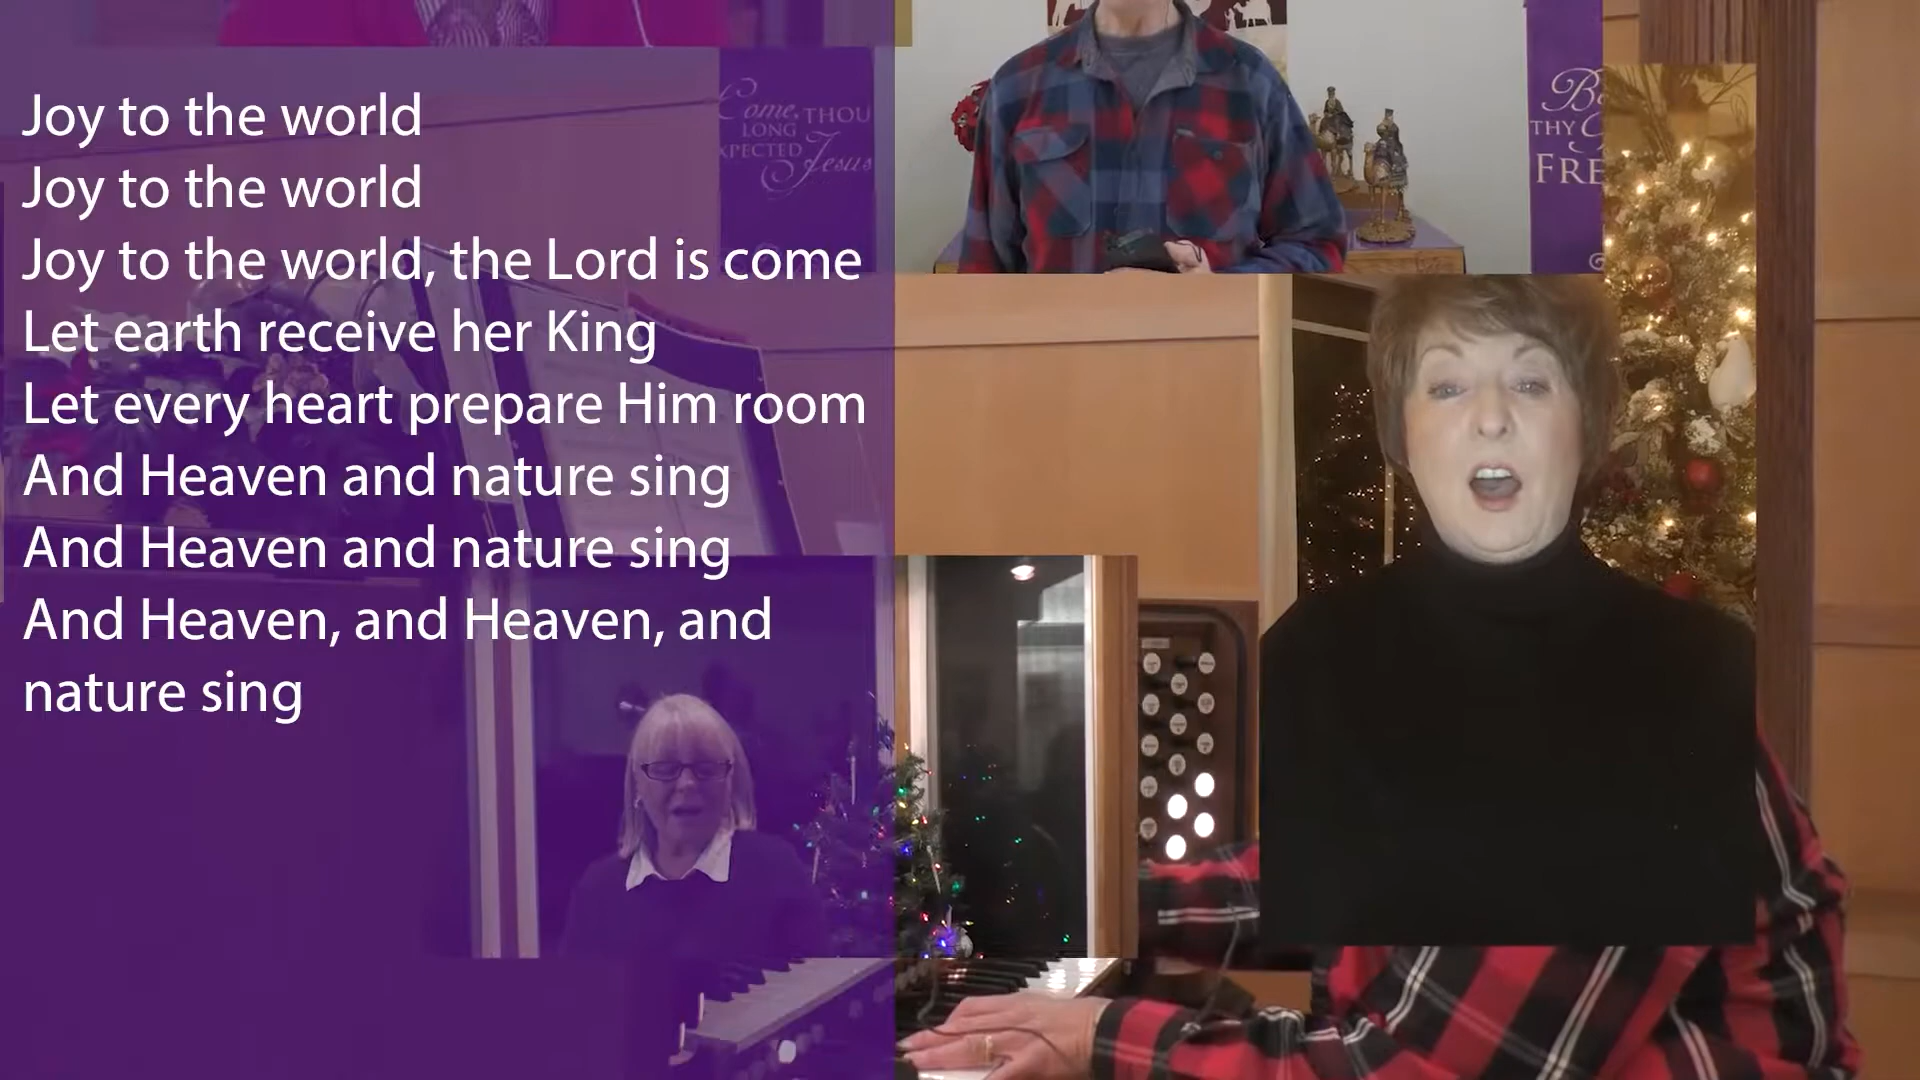 Joy to the world
Joy to the world
Joy to the world, the Lord is come
Let earth receive her King
Let every heart prepare Him room
And Heaven and nature sing
And Heaven and nature sing
And Heaven, and Heaven, and
nature sing
Come, THOU
LONG
XPECTED
Jesus
THY
FRE